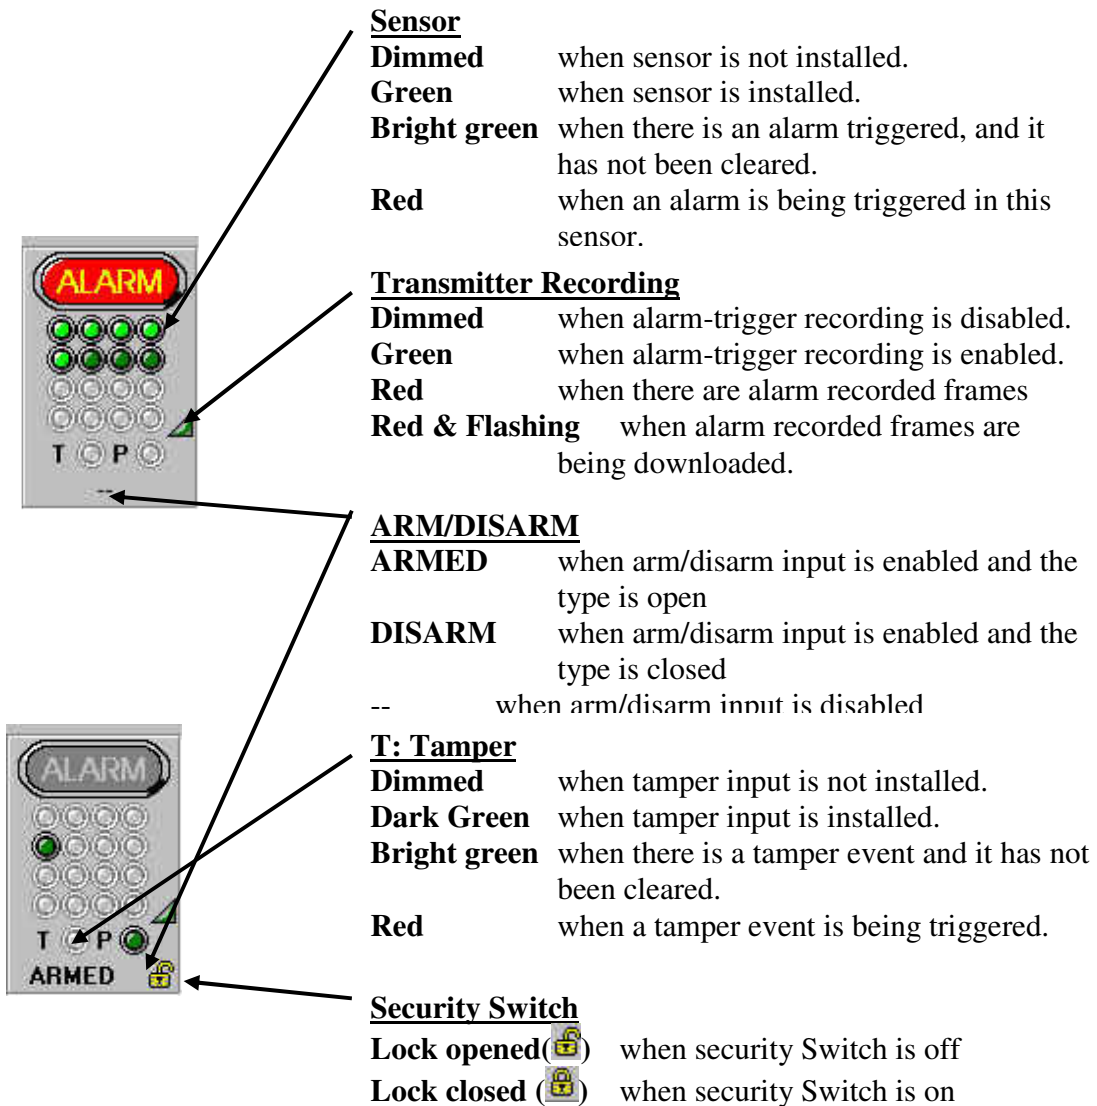 Sensor
Dimmed when sensor is not installed.
Green when sensor is installed.
Bright green when there is an alarm triggered, and it
has not been cleared.
Red when an alarm is being triggered in this
sensor.
ALARM
T P
--
Transmitter Recording
Dimmed when alarm-trigger recording is disabled.
Green when alarm-trigger recording is enabled.
Red when there are alarm recorded frames
Red & Flashing when alarm recorded frames are
being downloaded.
ARM/DISARM
ARMED when arm/disarm input is enabled and the
type is open
DISARM when arm/disarm input is enabled and the
type is closed
-- when arm/disarm input is disabled
ALARM
T P
ARMED
T: Tamper
Dimmed when tamper input is not installed.
Dark Green when tamper input is installed.
Bright green when there is a tamper event and it has not
been cleared.
Red when a tamper event is being triggered.
Security Switch
Lock opened() when security Switch is off
Lock closed () when security Switch is on